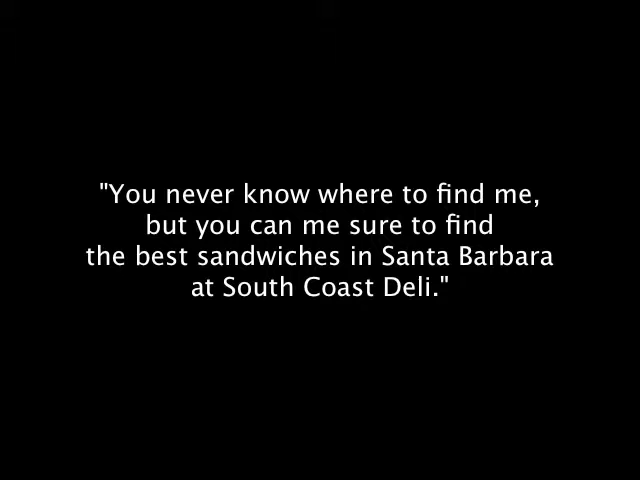 "You never know where to find me,
but you can me sure to find
the best sandwiches in Santa Barbara
at South Coast Deli."